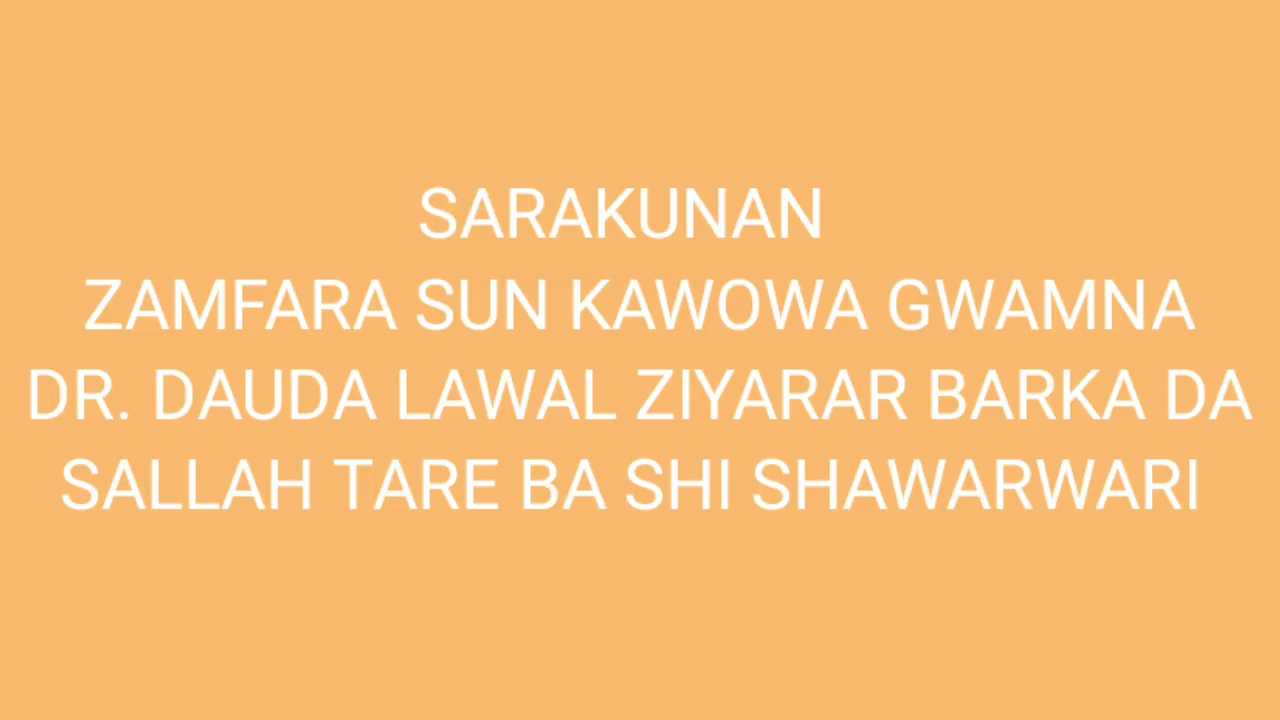 SARAKUNAN
ZAMFARA SUN KAWOWA GWAMNA
DR. DAUDA LAWAL ZIYARAR BARKA DA
SALLAH TARE BA SHI SHAWARWARI